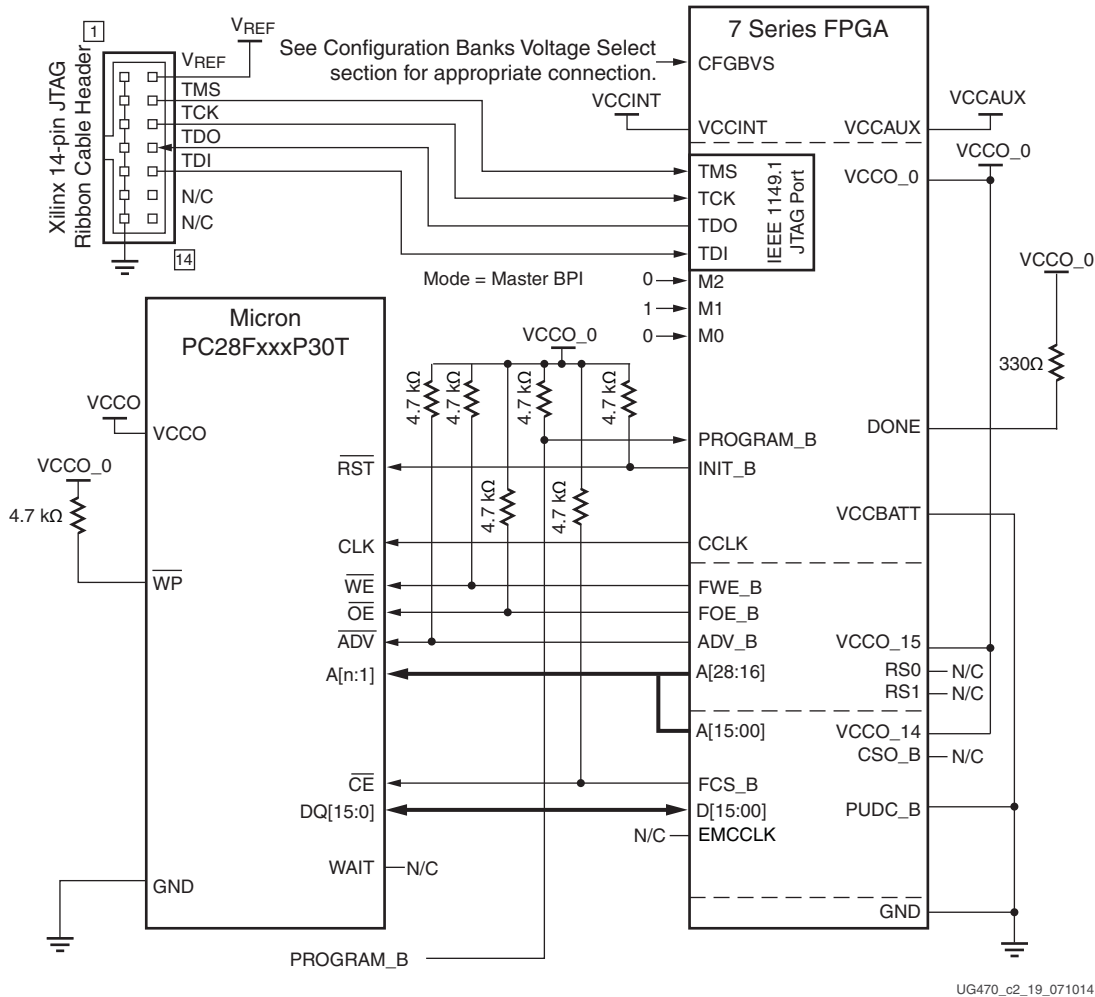 1
VREF
See Configuration Banks Voltage Select
section for appropriate connection.
7 Series FPGA
CFGBVS
Xilinx 14-pin JTAG
Ribbon Cable Header
VREF
TMS
TCK
TDO
TDI
N/C
N/C
14
VCCINT
VCCINT
VCCAUX
VCCAUX
VCCO_0
VCCO_0
TMS
TCK
TDO
TDI
IEEE 1149.1
JTAG Port
Mode = Master BPI
0
M2
1
M1
0
M0
VCCO_0
330Ω
DONE
Micron
PC28FxxxP30T
VCCO_0
4.7 kΩ
4.7 kΩ
4.7 kΩ
4.7 kΩ
4.7 kΩ
4.7 kΩ
VCCO
VCCO
VCCO_0
4.7 kΩ
WP
RST
CLK
WE
OE
ADV
A[n:1]
CE
DQ[15:0]
WAIT
N/C
GND
PROGRAM_B
PROGRAM_B
INIT_B
CCLK
FWE_B
FOE_B
ADV_B
A[28:16]
A[15:00]
FCS_B
D[15:00]
N/C
EMCCLK
VCCBATT
VCCO_15
RS0
N/C
RS1
N/C
VCCO_14
CSO_B
N/C
PUDC_B
GND
UG470_c2_19_071014